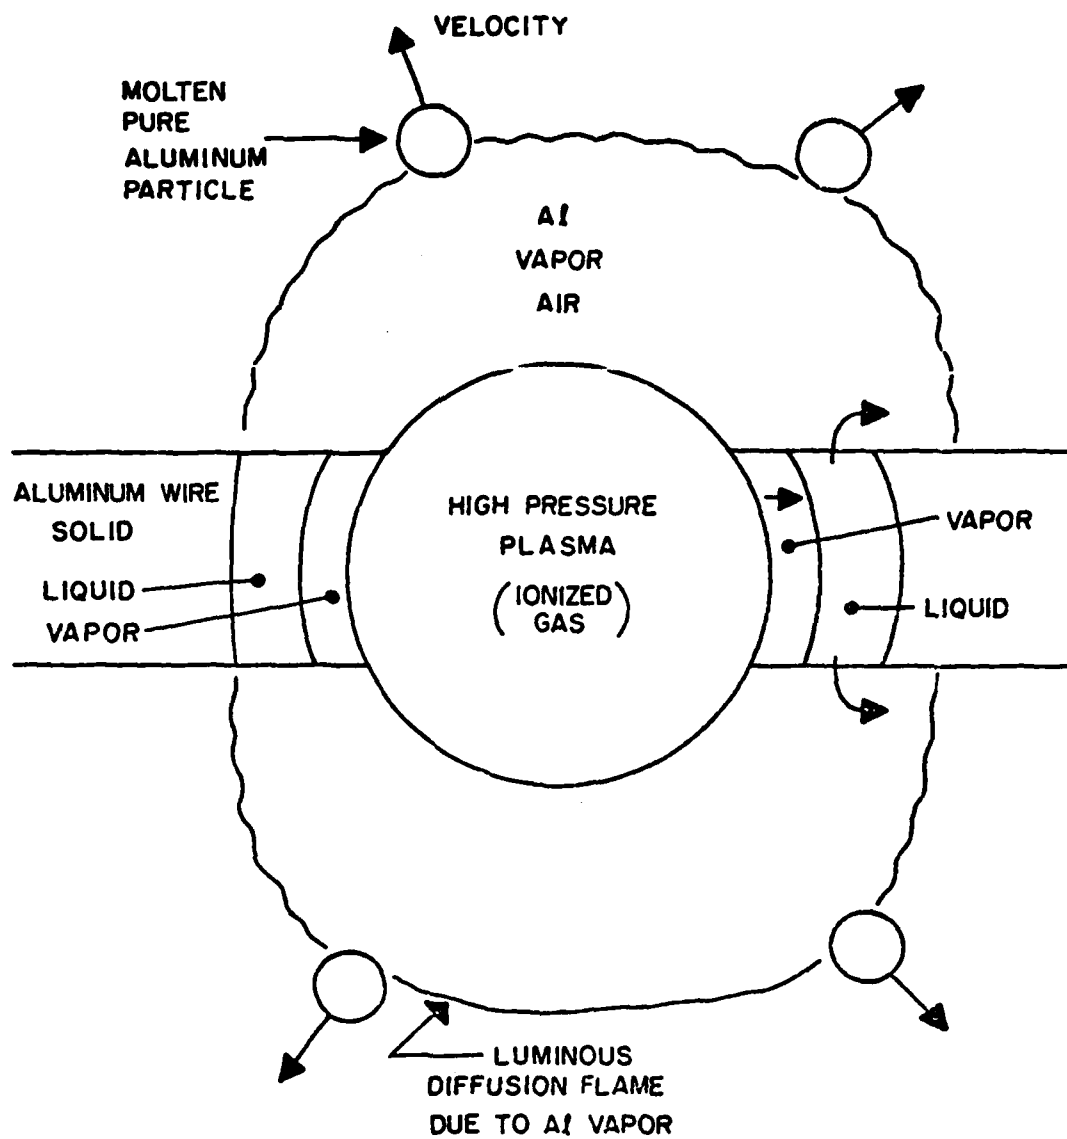 VELOCITY
MOLTEN
PURE
ALUMINUM
PARTICLE
Al
VAPOR
AIR
ALUMINUM WIRE
SOLID
LIQUID
VAPOR
HIGH PRESSURE
PLASMA
(IONIZED
GAS)
VAPOR
LIQUID
LUMINOUS
DIFFUSION FLAME
DUE TO Al VAPOR